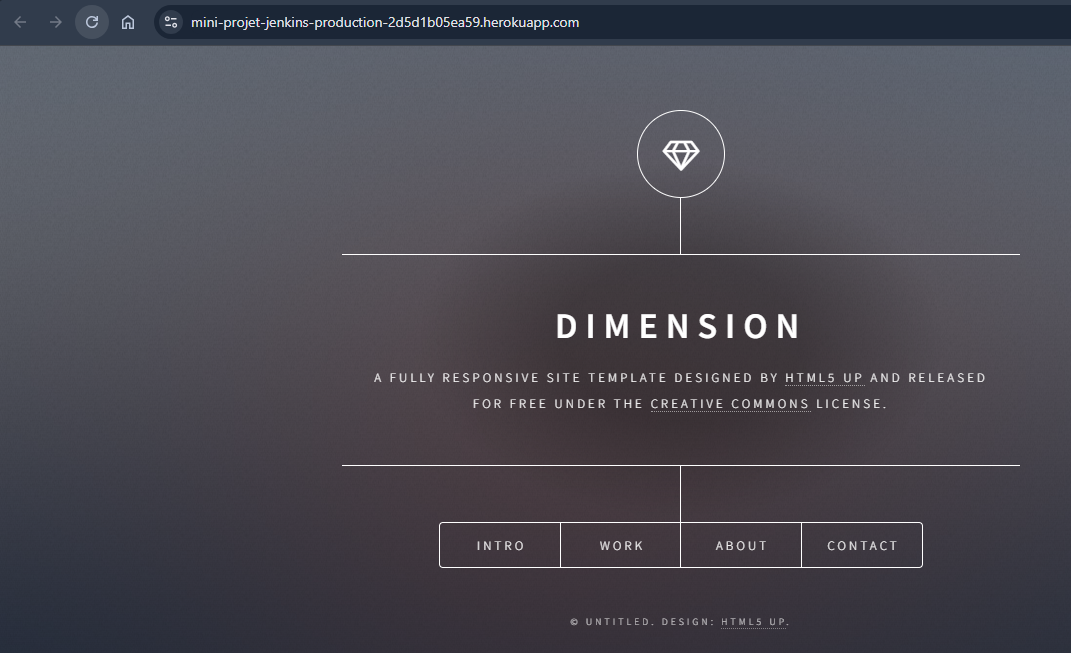 mini-projet-jenkins-production-2d5d1b05ea59.herokuapp.com
DIMENSION
A FULLY RESPONSIVE SITE TEMPLATE DESIGNED BY HTML5 UP AND RELEASED
FOR FREE UNDER THE CREATIVE COMMONS LICENSE.
INTRO WORK ABOUT CONTACT
© UNTITLED. DESIGN: HTML5 UP.